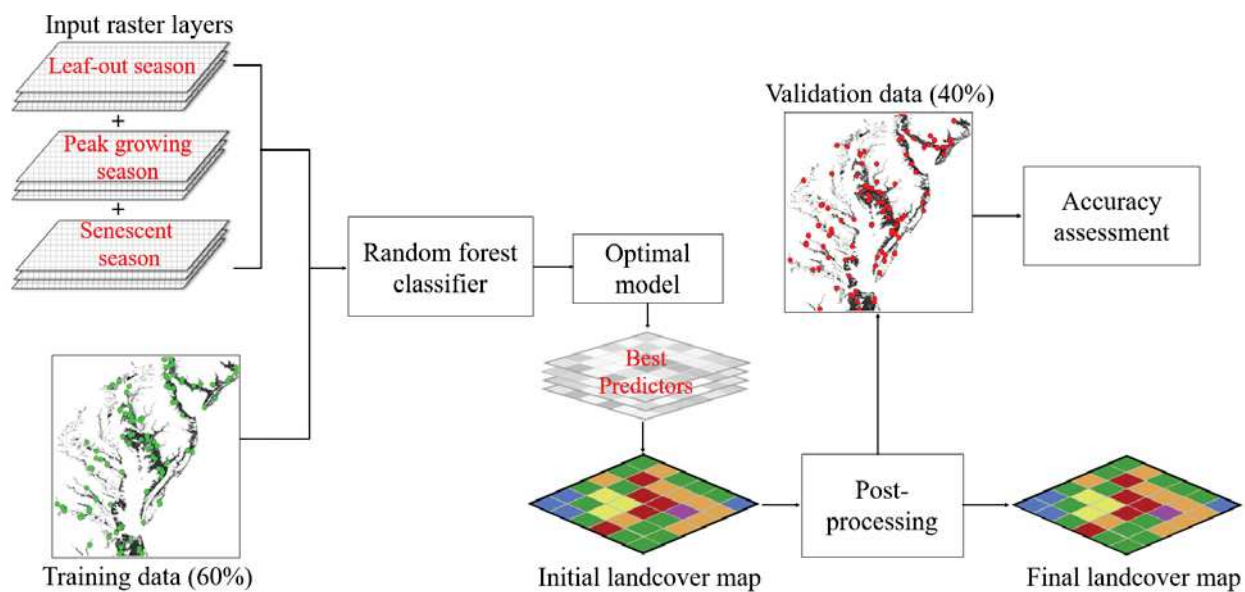 Input raster layers
Leaf-out season
+
Peak growing
season
+
Senescent
season
Training data (60%)
Random forest
classifier
Optimal
model
Best
Predictors
Initial landcover map
Post-
processing
Validation data (40%)
Accuracy
assessment
Final landcover map